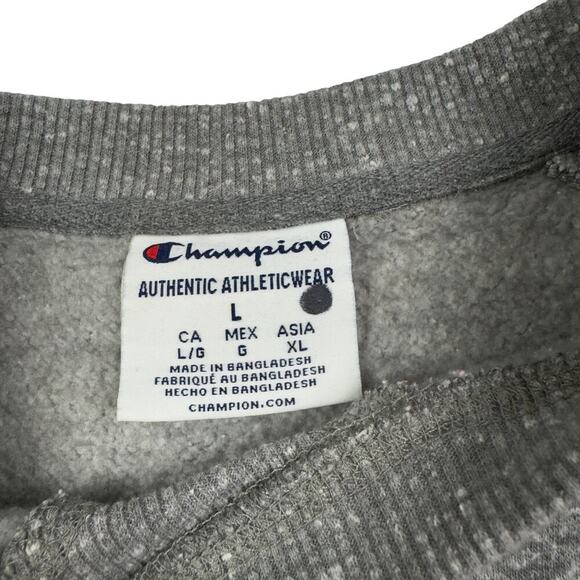 Champion®
AUTHENTIC ATHLETICWEAR
L
CA MEX ASIA
L/G G XL
MADE IN BANGLADESH
FABRIQUÉ AU BANGLADESH
HECHO EN BANGLADESH
CHAMPION.COM